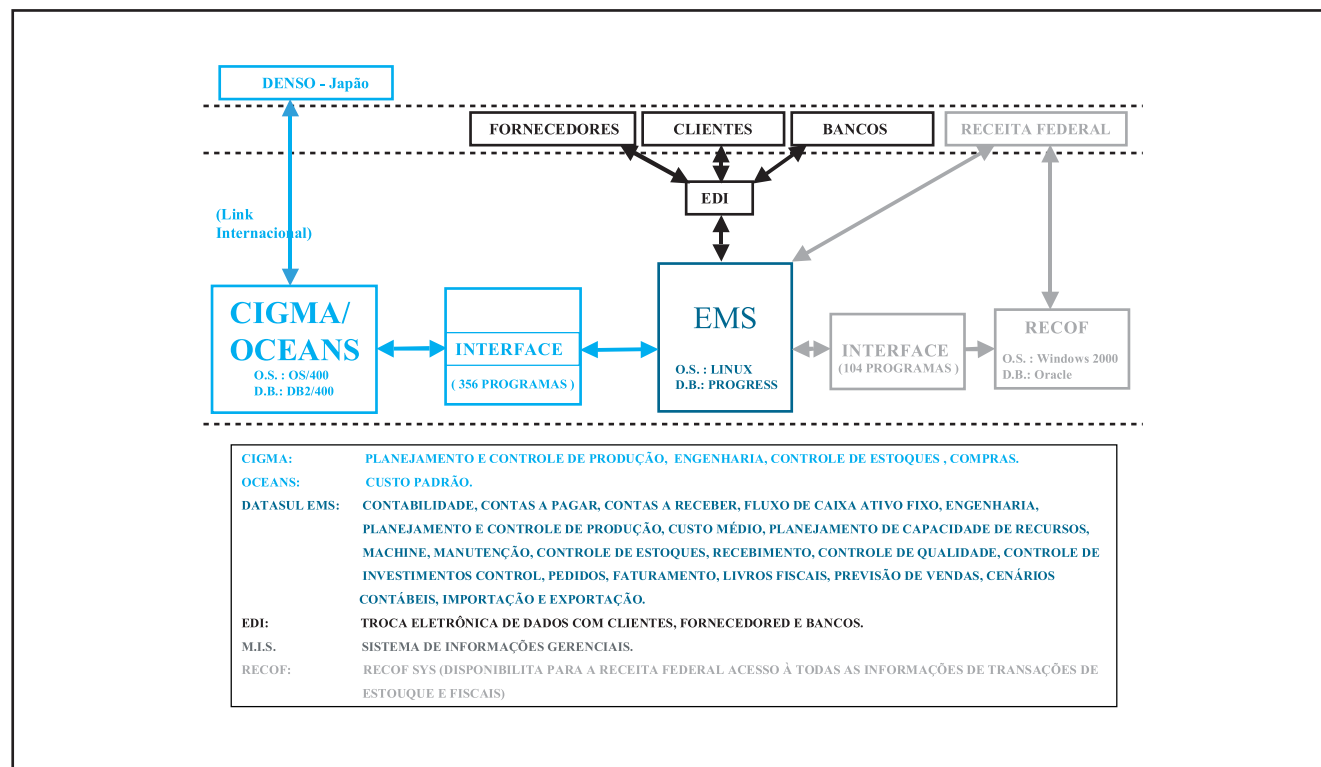 DENSO - Japão
FORNECEDORES
CLIENTES
BANCOS
RECEITA FEDERAL
EDI
(Link
Internacional)
CIGMA/
OCEANS
O.S. : OS/400
D.B.: DB2/400
INTERFACE
( 356 PROGRAMAS )
EMS
O.S. : LINUX
D.B.: PROGRESS
INTERFACE
(104 PROGRAMAS )
RECOF
O.S. : Windows 2000
D.B.: Oracle
CIGMA: PLANEJAMENTO E CONTROLE DE PRODUÇÃO, ENGENHARIA, CONTROLE DE ESTOQUES , COMPRAS.
OCEANS: CUSTO PADRÃO.
DATASUL EMS: CONTABILIDADE, CONTAS A PAGAR, CONTAS A RECEBER, FLUXO DE CAIXA ATIVO FIXO, ENGENHARIA,
PLANEJAMENTO E CONTROLE DE PRODUÇÃO, CUSTO MÉDIO, PLANEJAMENTO DE CAPACIDADE DE RECURSOS,
MACHINE, MANUTENÇÃO, CONTROLE DE ESTOQUES, RECEBIMENTO, CONTROLE DE QUALIDADE, CONTROLE DE
INVESTIMENTOS CONTROL, PEDIDOS, FATURAMENTO, LIVROS FISCAIS, PREVISÃO DE VENDAS, CENÁRIOS
CONTÁBEIS, IMPORTAÇÃO E EXPORTAÇÃO.
EDI: TROCA ELETRÔNICA DE DADOS COM CLIENTES, FORNECEDORED E BANCOS.
M.I.S. SISTEMA DE INFORMAÇÕES GERENCIAIS.
RECOF: RECOF SYS (DISPONIBILITA PARA A RECEITA FEDERAL ACESSO À TODAS AS INFORMAÇÕES DE TRANSAÇÕES DE
ESTOUQUE E FISCAIS)